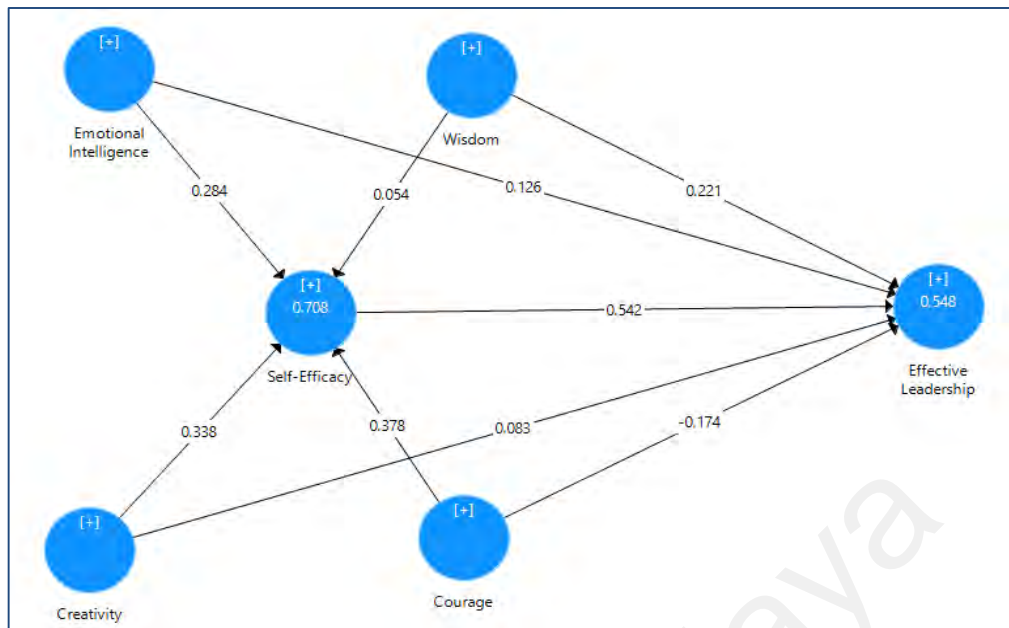 [+]
[+]
Emotional
Intelligence
Wisdom
0.284
0.054
0.126
0.221
[+]
0.708
0.542
[+]
0.548
Self-Efficacy
Effective
Leadership
0.338
0.378
0.083
-0.174
[+]
[+]
Creativity
Courage
aya